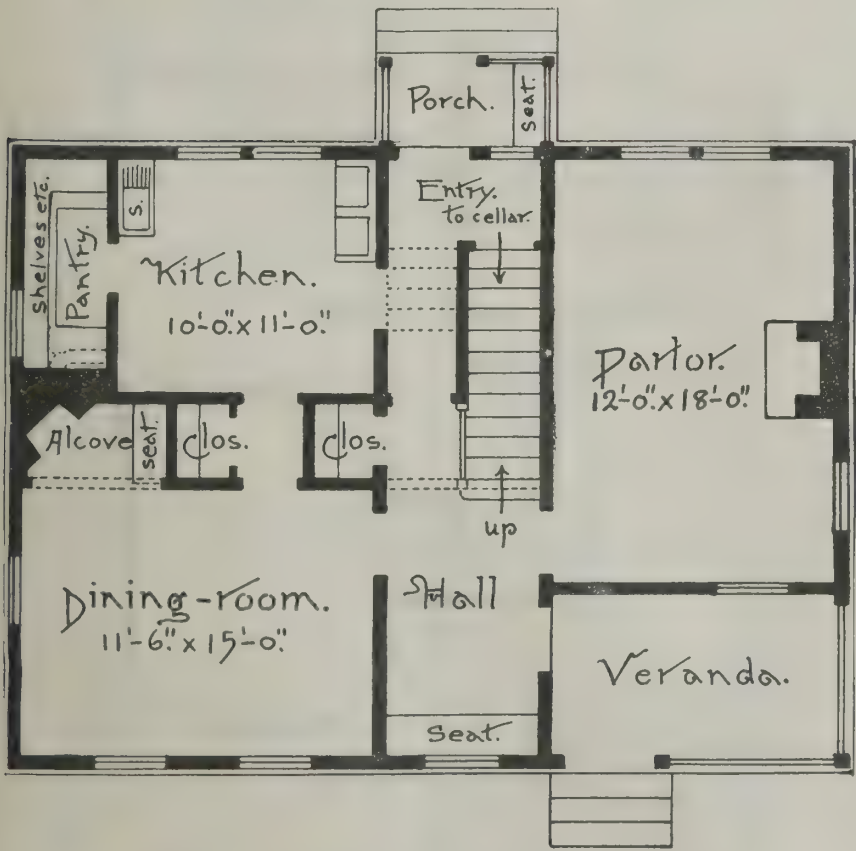 Porch.
Seat.
Entry.
to cellar.
shelves etc.
Pantry.
S.
Kitchen.
10'-0" x 11'-0"
Parlor.
12'-0" x 18'-0"
Alcove
seat.
Clos.
Clos.
up
Dining-room.
11'-6" x 15'-0"
Hall
Veranda.
Seat.